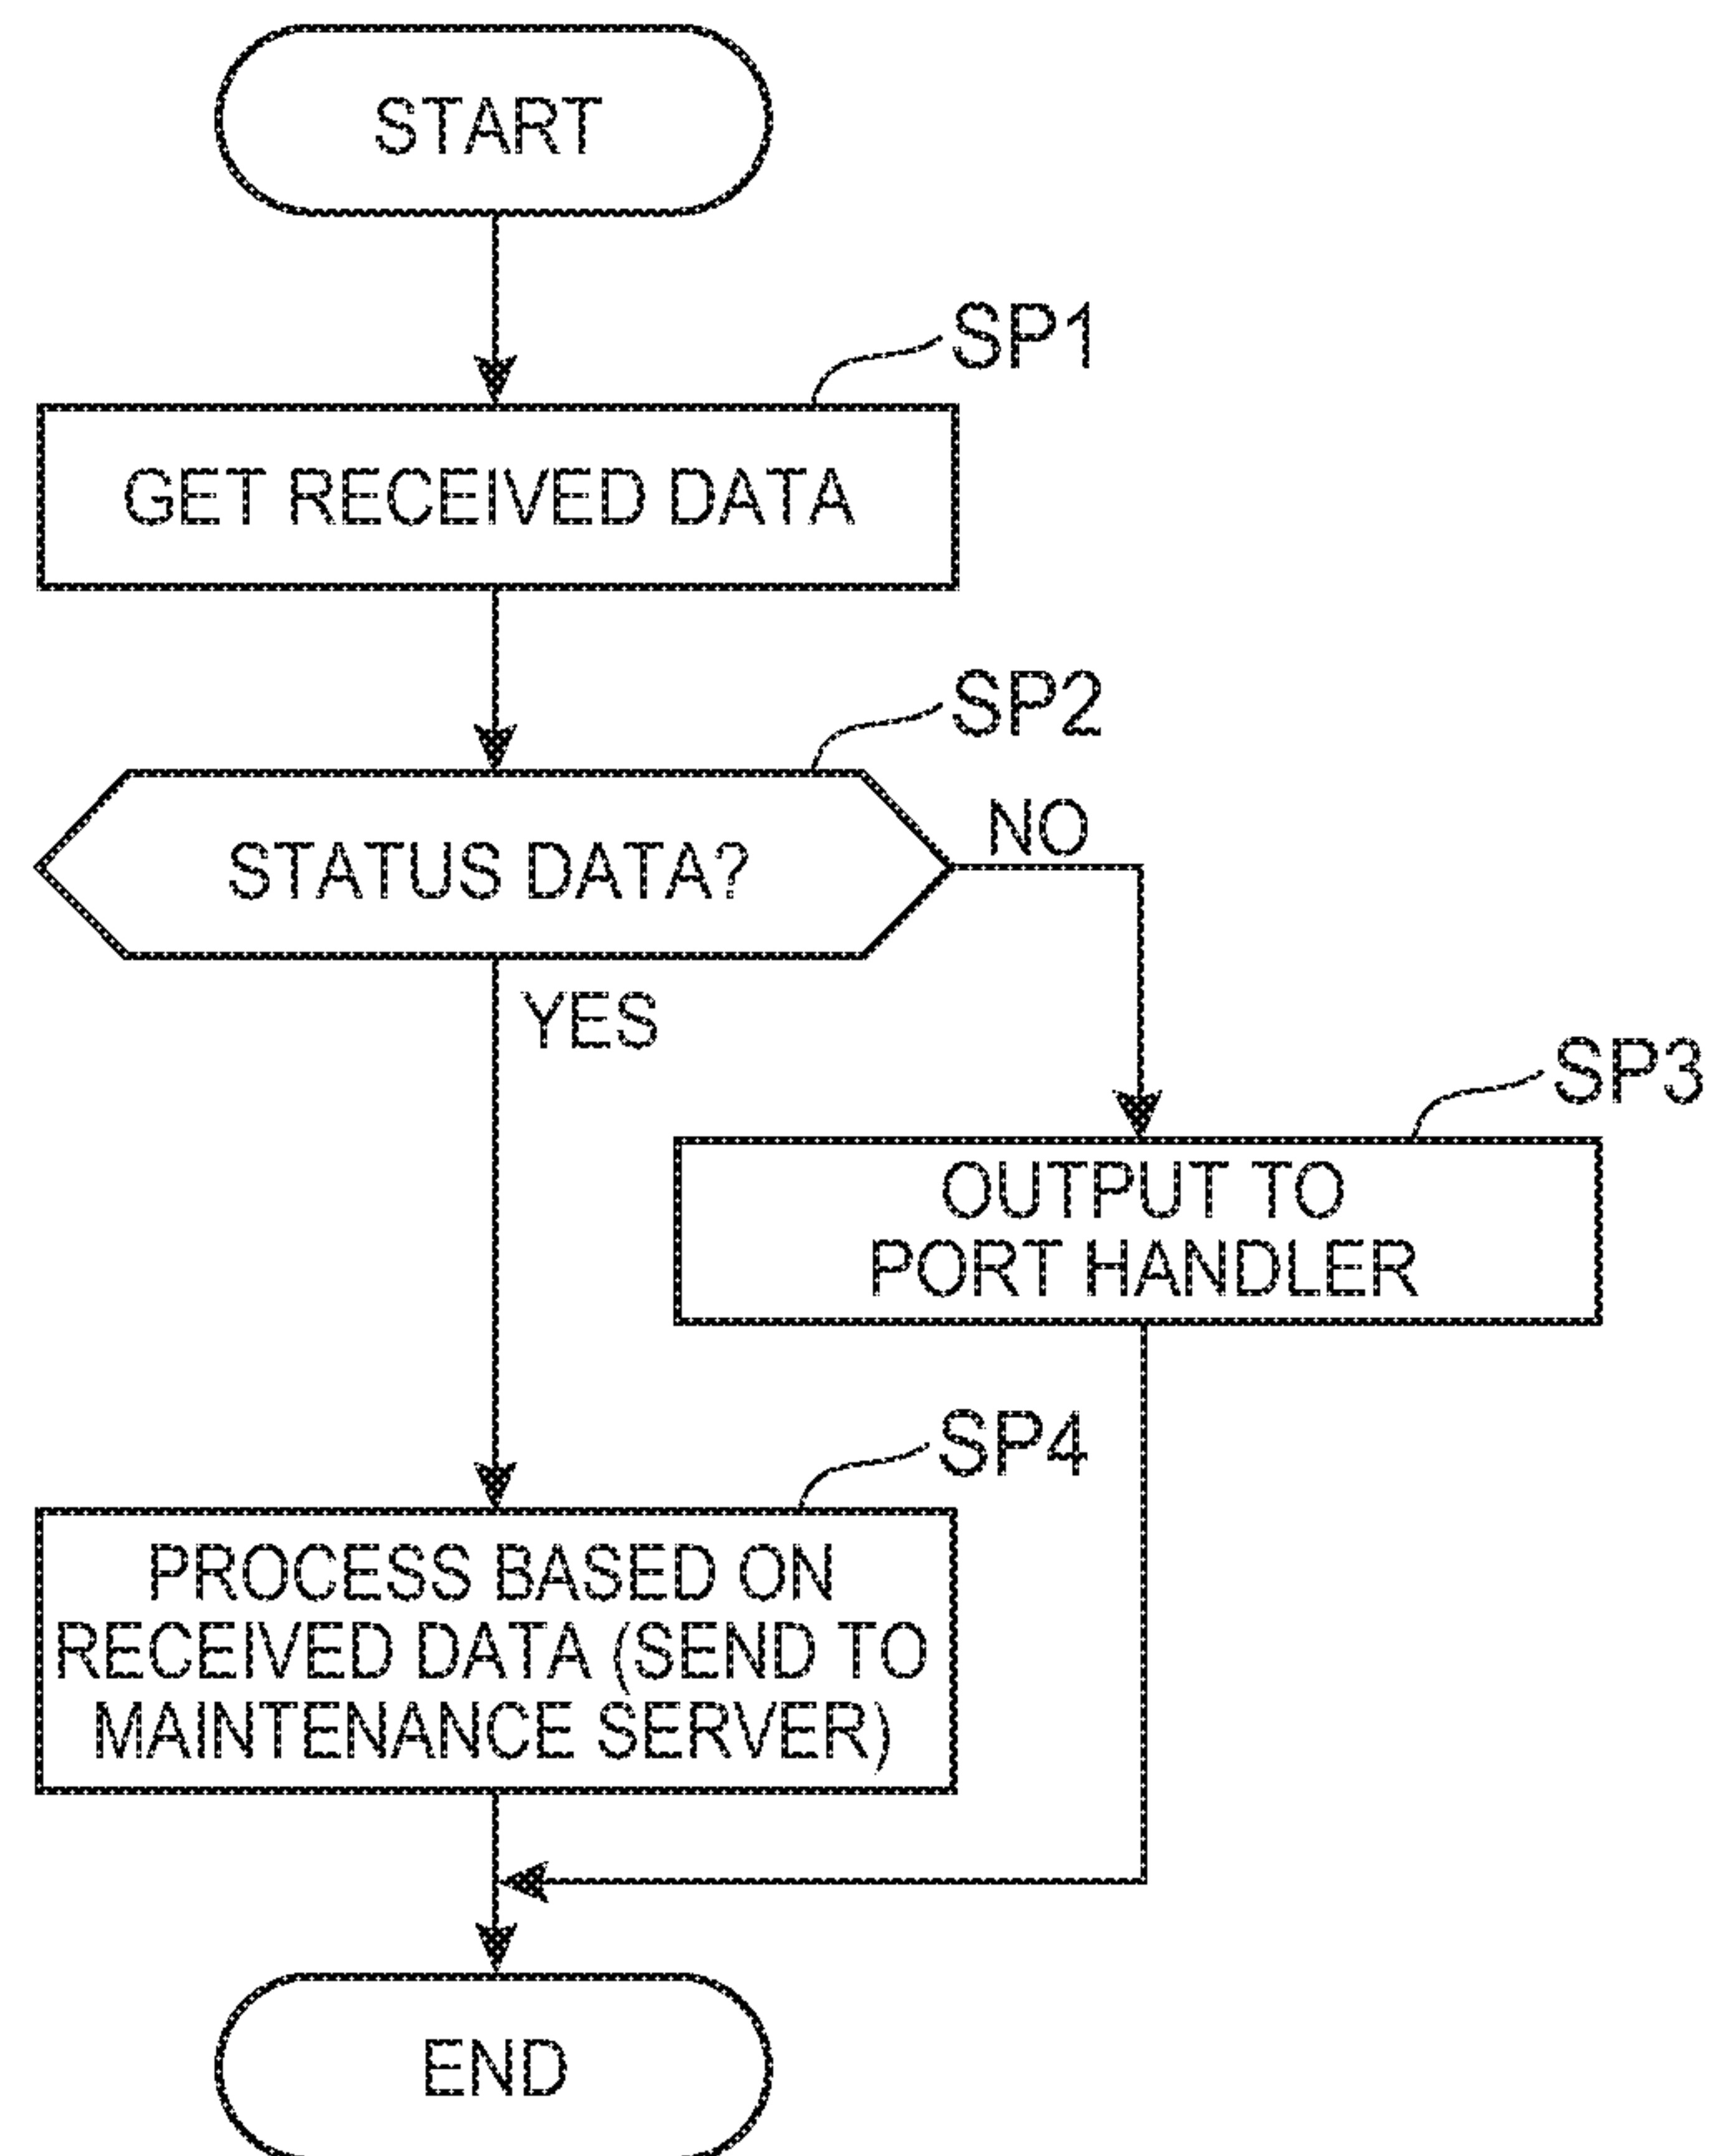 START
SP1
GET RECEIVED DATA
SP2
STATUS DATA?
NO
YES
SP3
OUTPUT TO
PORT HANDLER
SP4
PROCESS BASED ON
RECEIVED DATA (SEND TO
MAINTENANCE SERVER)
END